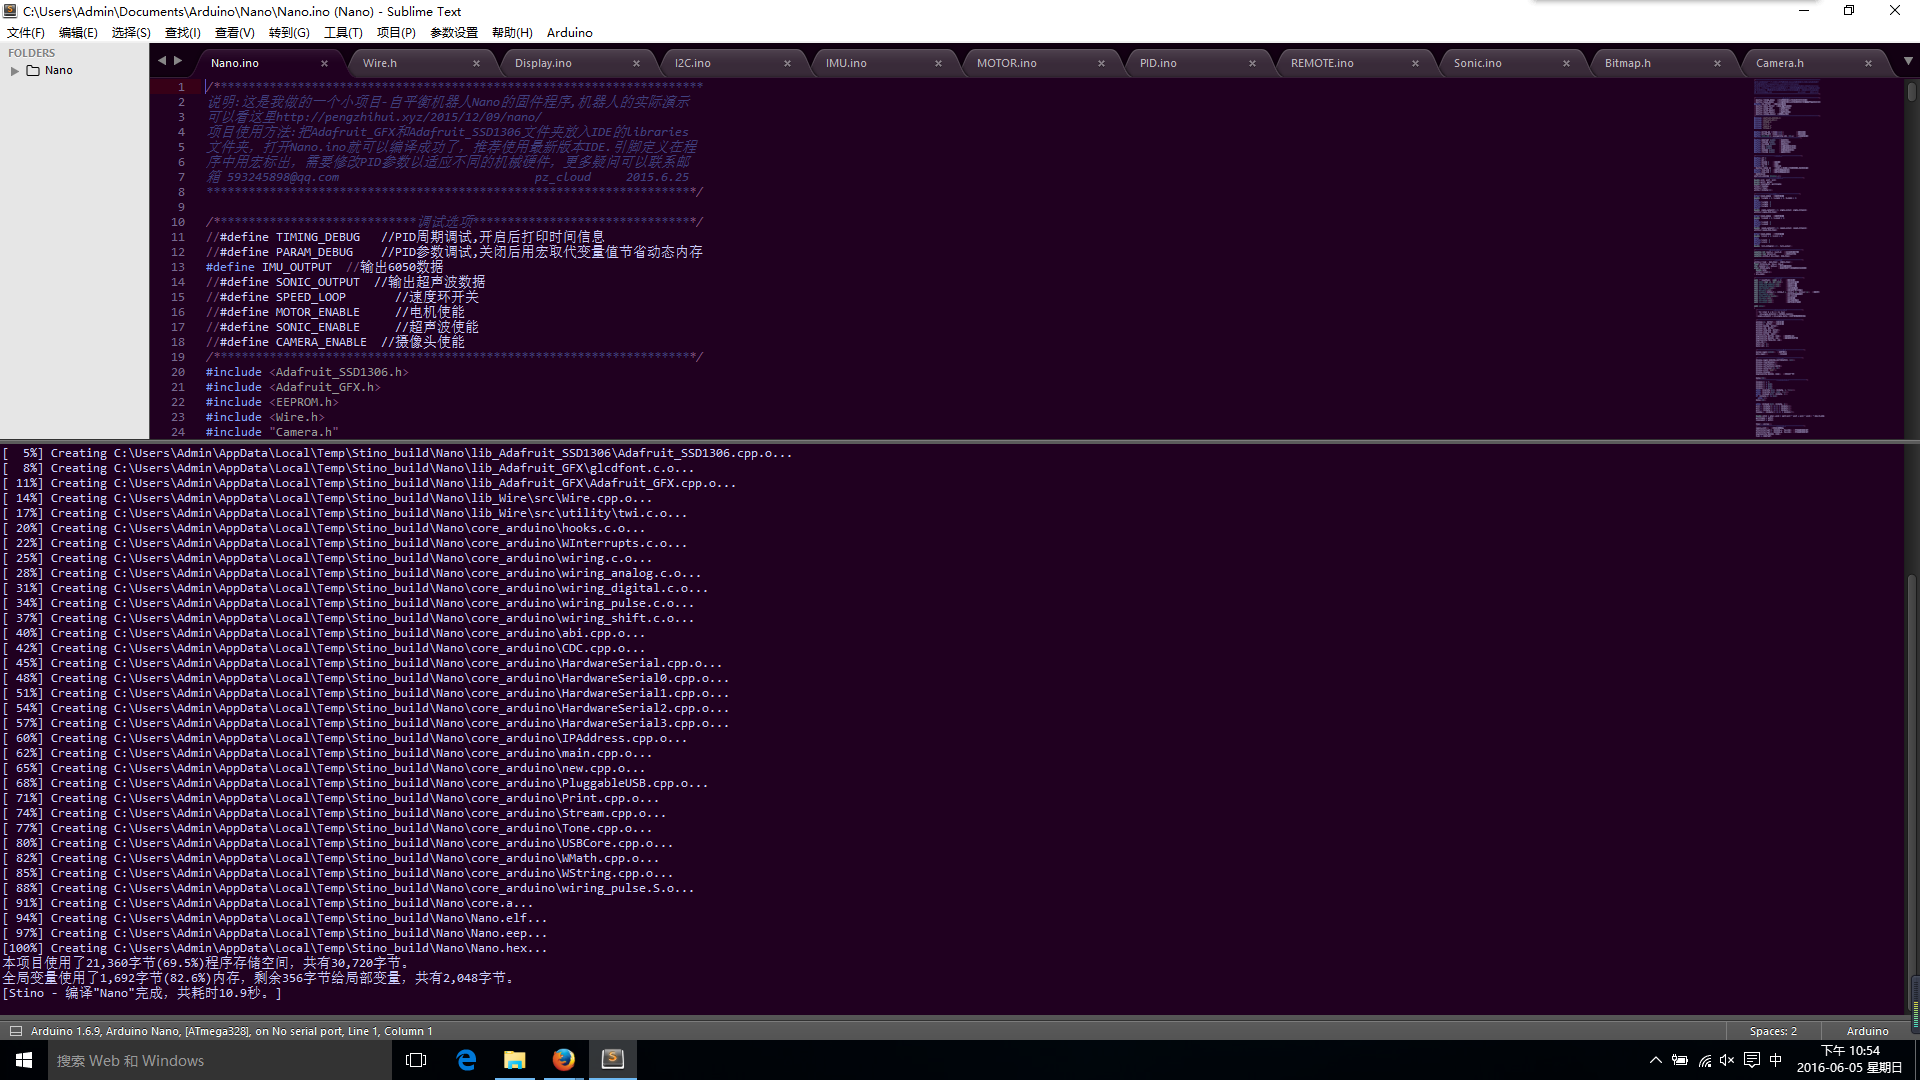 C:\Users\Admin\Documents\Arduino\Nano\Nano.ino (Nano) - Sublime Text
文件(F) 编辑(E) 选择(S) 查找(I) 查看(V) 转到(G) 工具(T) 项目(P) 参数设置 帮助(H) Arduino
FOLDERS
Nano
Nano.ino × Wire.h × Display.ino × I2C.ino × IMU.ino × MOTOR.ino × PID.ino × REMOTE.ino × Sonic.ino × Bitmap.h × Camera.h ×
1 /**********************************************************************
2 说明:这是我做的一个小项目-自平衡机器人Nano的固件程序,机器人的实际演示
3 可以看这里http://pengzhihui.xyz/2015/12/09/nano/
4 项目使用方法:把Adafruit_GFX和Adafruit_SSD1306文件夹放入IDE的libraries
5 文件夹，打开Nano.ino就可以编译成功了，推荐使用最新版本IDE.引脚定义在程
6 序中用宏标出，需要修改PID参数以适应不同的机械硬件，更多疑问可以联系邮
7 箱 593245898@qq.com pz_cloud 2015.6.25
8 **********************************************************************/
9
10 /*****************************调试选项********************************/
11 //#define TIMING_DEBUG //PID周期调试,开启后打印时间信息
12 //#define PARAM_DEBUG //PID参数调试,关闭后用宏取代变量值节省动态内存
13 #define IMU_OUTPUT //输出6050数据
14 //#define SONIC_OUTPUT //输出超声波数据
15 //#define SPEED_LOOP //速度环开关
16 //#define MOTOR_ENABLE //电机使能
17 //#define SONIC_ENABLE //超声波使能
18 //#define CAMERA_ENABLE //摄像头使能
19 /*********************************************************************/
20 #include <Adafruit_SSD1306.h>
21 #include <Adafruit_GFX.h>
22 #include <EEPROM.h>
23 #include <Wire.h>
24 #include "Camera.h"
[ 5%] Creating C:\Users\Admin\AppData\Local\Temp\Stino_build\Nano\lib_Adafruit_SSD1306\Adafruit_SSD1306.cpp.o...
[ 8%] Creating C:\Users\Admin\AppData\Local\Temp\Stino_build\Nano\lib_Adafruit_GFX\glcdfont.c.o...
[ 11%] Creating C:\Users\Admin\AppData\Local\Temp\Stino_build\Nano\lib_Adafruit_GFX\Adafruit_GFX.cpp.o...
[ 14%] Creating C:\Users\Admin\AppData\Local\Temp\Stino_build\Nano\lib_Wire\src\Wire.cpp.o...
[ 17%] Creating C:\Users\Admin\AppData\Local\Temp\Stino_build\Nano\lib_Wire\src\utility\twi.c.o...
[ 20%] Creating C:\Users\Admin\AppData\Local\Temp\Stino_build\Nano\core_arduino\hooks.c.o...
[ 22%] Creating C:\Users\Admin\AppData\Local\Temp\Stino_build\Nano\core_arduino\WInterrupts.c.o...
[ 25%] Creating C:\Users\Admin\AppData\Local\Temp\Stino_build\Nano\core_arduino\wiring.c.o...
[ 28%] Creating C:\Users\Admin\AppData\Local\Temp\Stino_build\Nano\core_arduino\wiring_analog.c.o...
[ 31%] Creating C:\Users\Admin\AppData\Local\Temp\Stino_build\Nano\core_arduino\wiring_digital.c.o...
[ 34%] Creating C:\Users\Admin\AppData\Local\Temp\Stino_build\Nano\core_arduino\wiring_pulse.c.o...
[ 37%] Creating C:\Users\Admin\AppData\Local\Temp\Stino_build\Nano\core_arduino\wiring_shift.c.o...
[ 40%] Creating C:\Users\Admin\AppData\Local\Temp\Stino_build\Nano\core_arduino\abi.cpp.o...
[ 42%] Creating C:\Users\Admin\AppData\Local\Temp\Stino_build\Nano\core_arduino\CDC.cpp.o...
[ 45%] Creating C:\Users\Admin\AppData\Local\Temp\Stino_build\Nano\core_arduino\HardwareSerial.cpp.o...
[ 48%] Creating C:\Users\Admin\AppData\Local\Temp\Stino_build\Nano\core_arduino\HardwareSerial0.cpp.o...
[ 51%] Creating C:\Users\Admin\AppData\Local\Temp\Stino_build\Nano\core_arduino\HardwareSerial1.cpp.o...
[ 54%] Creating C:\Users\Admin\AppData\Local\Temp\Stino_build\Nano\core_arduino\HardwareSerial2.cpp.o...
[ 57%] Creating C:\Users\Admin\AppData\Local\Temp\Stino_build\Nano\core_arduino\HardwareSerial3.cpp.o...
[ 60%] Creating C:\Users\Admin\AppData\Local\Temp\Stino_build\Nano\core_arduino\IPAddress.cpp.o...
[ 62%] Creating C:\Users\Admin\AppData\Local\Temp\Stino_build\Nano\core_arduino\main.cpp.o...
[ 65%] Creating C:\Users\Admin\AppData\Local\Temp\Stino_build\Nano\core_arduino\new.cpp.o...
[ 68%] Creating C:\Users\Admin\AppData\Local\Temp\Stino_build\Nano\core_arduino\PluggableUSB.cpp.o...
[ 71%] Creating C:\Users\Admin\AppData\Local\Temp\Stino_build\Nano\core_arduino\Print.cpp.o...
[ 74%] Creating C:\Users\Admin\AppData\Local\Temp\Stino_build\Nano\core_arduino\Stream.cpp.o...
[ 77%] Creating C:\Users\Admin\AppData\Local\Temp\Stino_build\Nano\core_arduino\Tone.cpp.o...
[ 80%] Creating C:\Users\Admin\AppData\Local\Temp\Stino_build\Nano\core_arduino\USBCore.cpp.o...
[ 82%] Creating C:\Users\Admin\AppData\Local\Temp\Stino_build\Nano\core_arduino\WMath.cpp.o...
[ 85%] Creating C:\Users\Admin\AppData\Local\Temp\Stino_build\Nano\core_arduino\WString.cpp.o...
[ 88%] Creating C:\Users\Admin\AppData\Local\Temp\Stino_build\Nano\core_arduino\wiring_pulse.S.o...
[ 91%] Creating C:\Users\Admin\AppData\Local\Temp\Stino_build\Nano\core.a...
[ 94%] Creating C:\Users\Admin\AppData\Local\Temp\Stino_build\Nano\Nano.elf...
[ 97%] Creating C:\Users\Admin\AppData\Local\Temp\Stino_build\Nano\Nano.eep...
[100%] Creating C:\Users\Admin\AppData\Local\Temp\Stino_build\Nano\Nano.hex...
本项目使用了21,360字节(69.5%)程序存储空间，共有30,720字节。
全局变量使用了1,692字节(82.6%)内存，剩余356字节给局部变量，共有2,048字节。
[Stino - 编译"Nano"完成，共耗时10.9秒。]
Arduino 1.6.9, Arduino Nano, [ATmega328], on No serial port, Line 1, Column 1 Spaces: 2 Arduino
搜索 Web 和 Windows
中
下午 10:54
2016-06-05 星期日